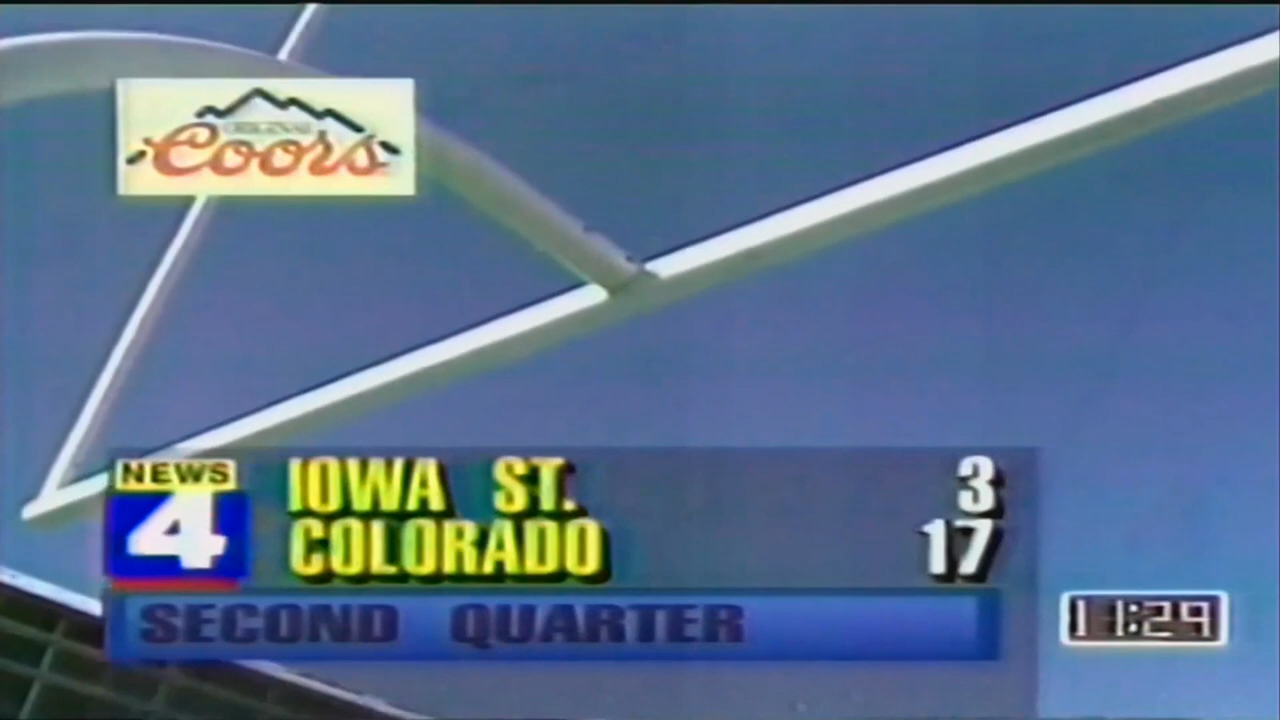 ORIGINAL
Coors
NEWS
4
IOWA ST. 3
COLORADO 17
SECOND QUARTER
11:29